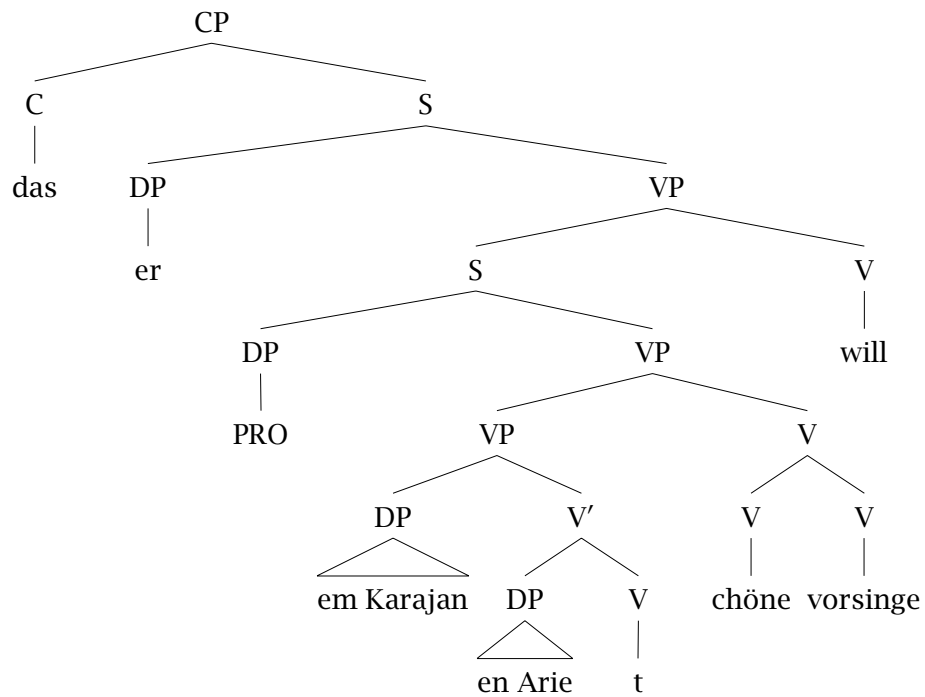 CP
C S
das DP VP
er S V
DP VP will
PRO VP V
DP V′ V V
em Karajan DP V chöne vorsinge
en Arie t